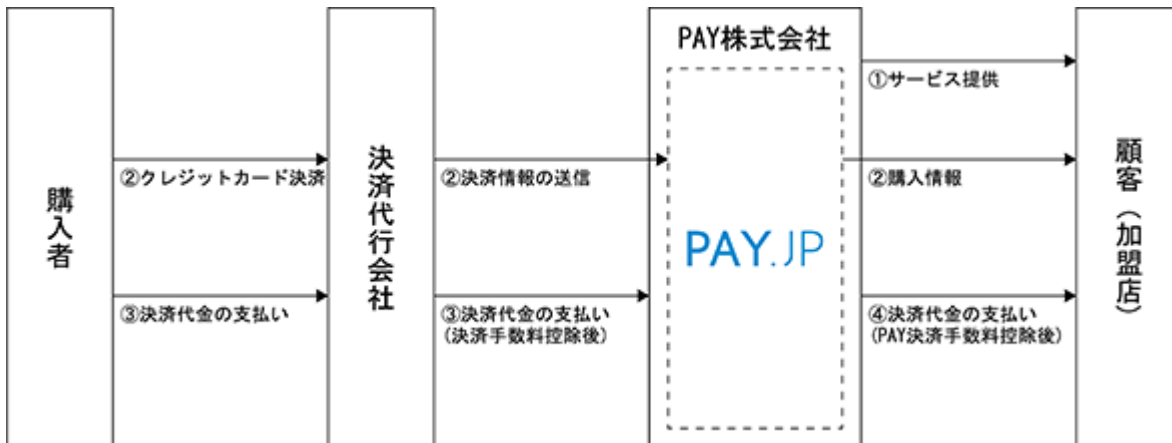 PAY株式会社
①サービス提供
②クレジットカード決済
②決済情報の送信
②購入情報
購入者
決済代行会社
PAY.JP
顧客（加盟店）
③決済代金の支払い
③決済代金の支払い
(決済手数料控除後)
④決済代金の支払い
(PAY決済手数料控除後)